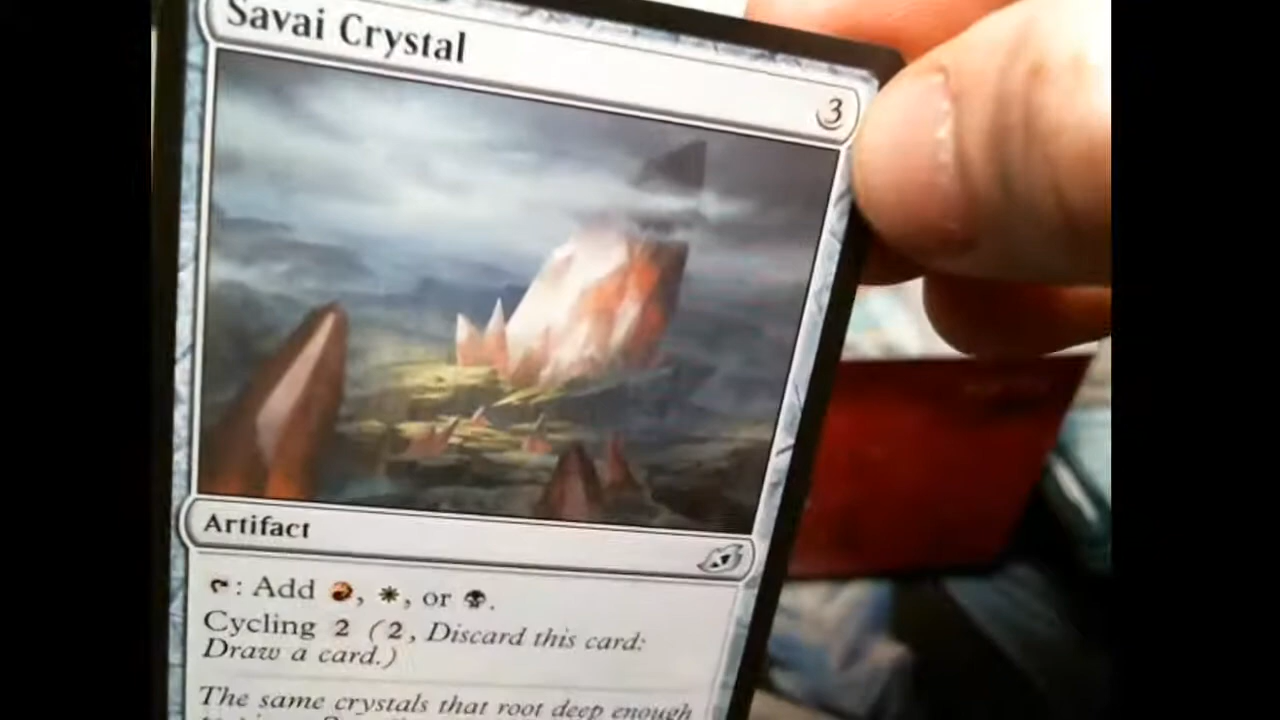 Savai Crystal
3
Artifact
: Add , , or .
Cycling 2 (2, Discard this card:
Draw a card.)
The same crystals that root deep enough